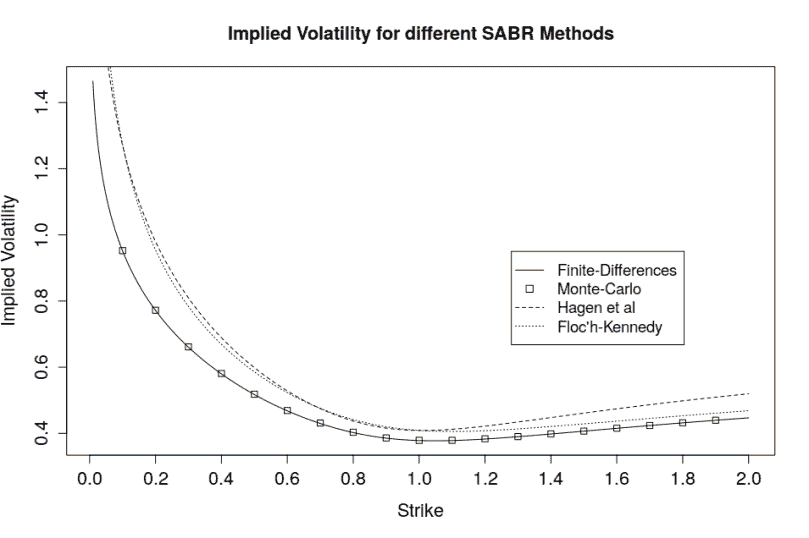 Implied Volatility for different SABR Methods
Implied Volatility
1.4
1.2
1.0
0.8
0.6
0.4
Finite-Differences
Monte-Carlo
Hagen et al
Floc'h-Kennedy
0.0 0.2 0.4 0.6 0.8 1.0 1.2 1.4 1.6 1.8 2.0
Strike